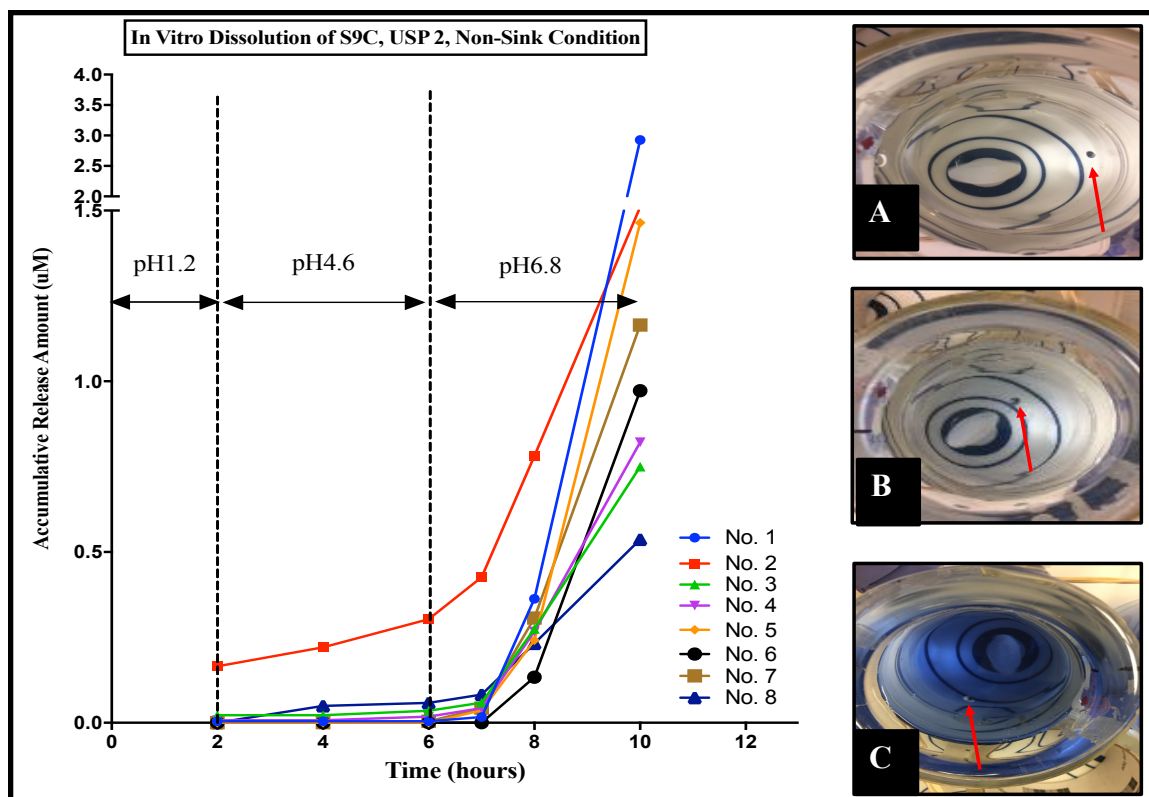 In Vitro Dissolution of S9C, USP 2, Non-Sink Condition
Accumulative Release Amount (uM)
4.0
3.5
3.0
2.5
2.0
1.5
1.0
0.5
0.0
pH1.2
pH4.6
pH6.8
No. 1
No. 2
No. 3
No. 4
No. 5
No. 6
No. 7
No. 8
0
2
4
6
8
10
12
Time (hours)
A
B
C